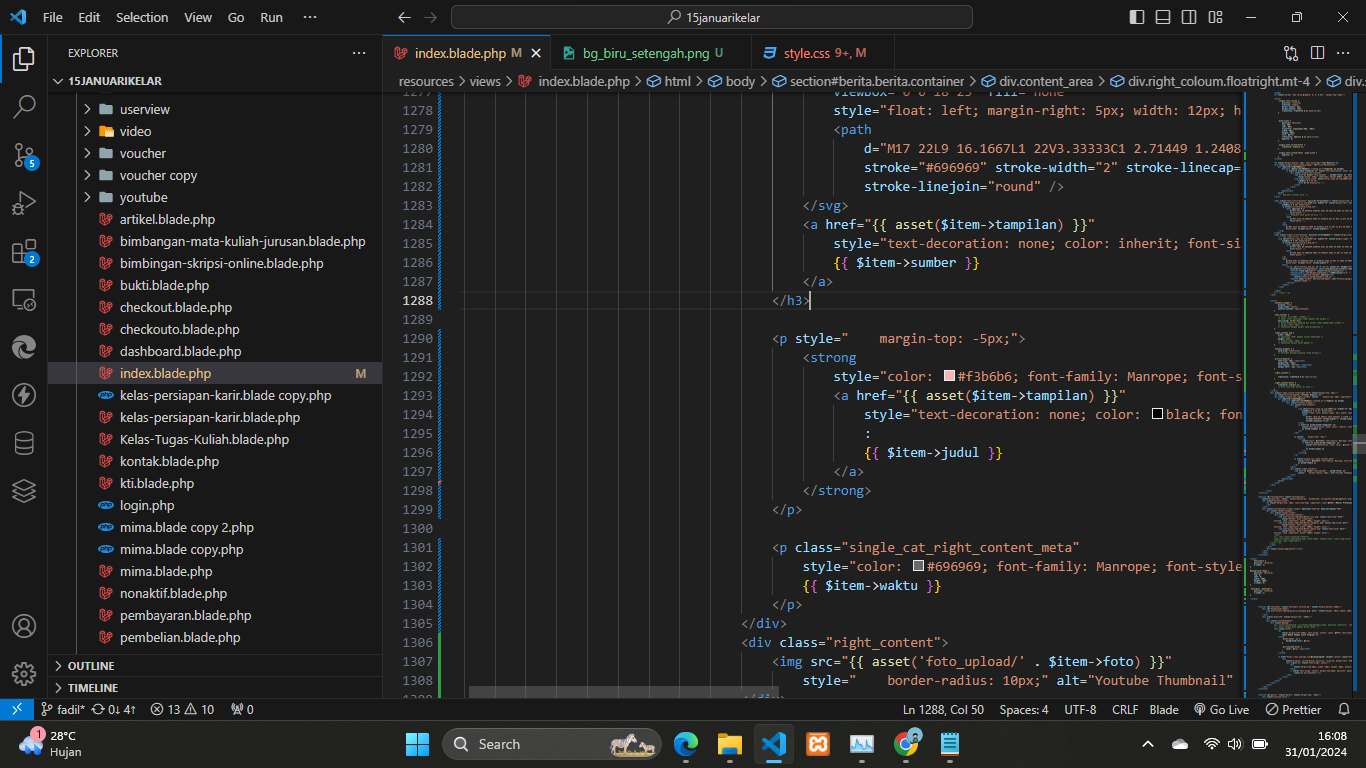 File Edit Selection View Go Run ···
15januarikelar
EXPLORER
15JANUARIKELAR
userview
video
voucher
voucher copy
youtube
artikel.blade.php
bimbangan-mata-kuliah-jurusan.blade.php
bimbingan-skripsi-online.blade.php
bukti.blade.php
checkout.blade.php
checkouto.blade.php
dashboard.blade.php
index.blade.php M
kelas-persiapan-karir.blade copy.php
kelas-persiapan-karir.blade.php
Kelas-Tugas-Kuliah.blade.php
kontak.blade.php
kti.blade.php
login.php
mima.blade copy 2.php
mima.blade copy.php
mima.blade.php
nonaktif.blade.php
pembayaran.blade.php
pembelian.blade.php
OUTLINE
TIMELINE
5
2
index.blade.php M
bg_biru_setengah.png U
style.css 9+, M
resources > views > index.blade.php > html > body > section#berita.berita.container > div.content_area > div.right_coloum.floatright.mt-4 > div.s
1277 viewBox="0 0 18 23" fill="none"
1278 style="float: left; margin-right: 5px; width: 12px; h
1279 <path
1280 d="M17 22L9 16.1667L1 22V3.33333C1 2.71449 1.2408
1281 stroke="#696969" stroke-width="2" stroke-linecap=
1282 stroke-linejoin="round" />
1283 </svg>
1284 <a href="{{ asset($item->tampilan) }}"
1285 style="text-decoration: none; color: inherit; font-si
1286 {{ $item->sumber }}
1287 </a>
1288 </h3>
1289
1290 <p style="    margin-top: -5px;">
1291 <strong
1292 style="color: #f3b6b6; font-family: Manrope; font-s
1293 <a href="{{ asset($item->tampilan) }}"
1294 style="text-decoration: none; color: black; fon
1295 :
1296 {{ $item->judul }}
1297 </a>
1298 </strong>
1299 </p>
1300
1301 <p class="single_cat_right_content_meta"
1302 style="color: #696969; font-family: Manrope; font-style
1303 {{ $item->waktu }}
1304 </p>
1305 </div>
1306 <div class="right_content">
1307 <img src="{{ asset('foto_upload/' . $item->foto) }}"
1308 style="    border-radius: 10px;" alt="Youtube Thumbnail"
1309 </div>
fadil* 0↓ 4↑ 13 10 0
Ln 1288, Col 50 Spaces: 4 UTF-8 CRLF Blade Go Live Prettier
1
28°C
Hujan
Search
16:08
31/01/2024